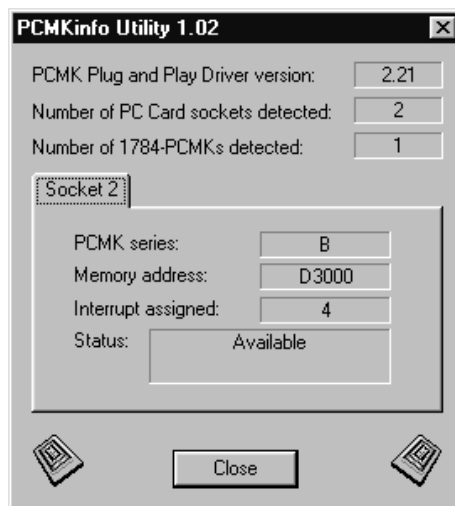 PCMKinfo Utility 1.02
PCMK Plug and Play Driver version: 2.21
Number of PC Card sockets detected: 2
Number of 1784-PCMKs detected: 1
Socket 2
PCMK series: B
Memory address: D3000
Interrupt assigned: 4
Status: Available
Close